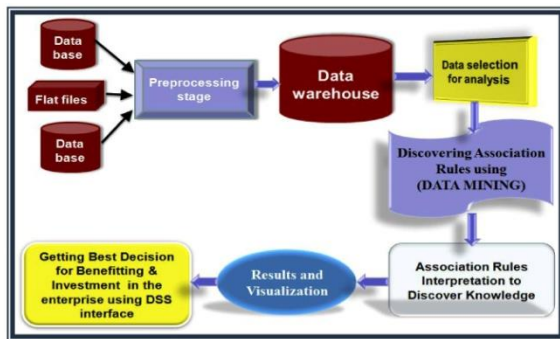 Data
base
Flat files
Data
base
Preprocessing
stage
Data
warehouse
Data selection
for analysis
Discovering Association
Rules using
(DATA MINING)
Association Rules
Interpretation to
Discover Knowledge
Results and
Visualization
Getting Best Decision
for Benefitting &
Investment in the
enterprise using DSS
interface